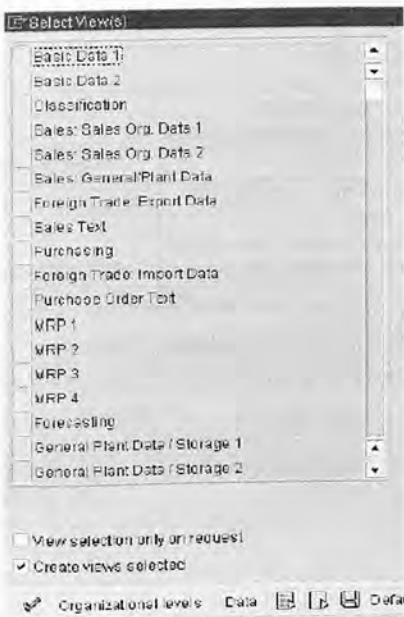 Select View(s)
Basic Data 1
Basic Data 2
Classification
Sales: Sales Org. Data 1
Sales: Sales Org. Data 2
Sales: General/Plant Data
Foreign Trade: Export Data
Sales Text
Purchasing
Foreign Trade: Import Data
Purchase Order Text
MRP 1
MRP 2
MRP 3
MRP 4
Forecasting
General Plant Data / Storage 1
General Plant Data / Storage 2
View selection only on request
Create views selected
Organizational levels Data Defa